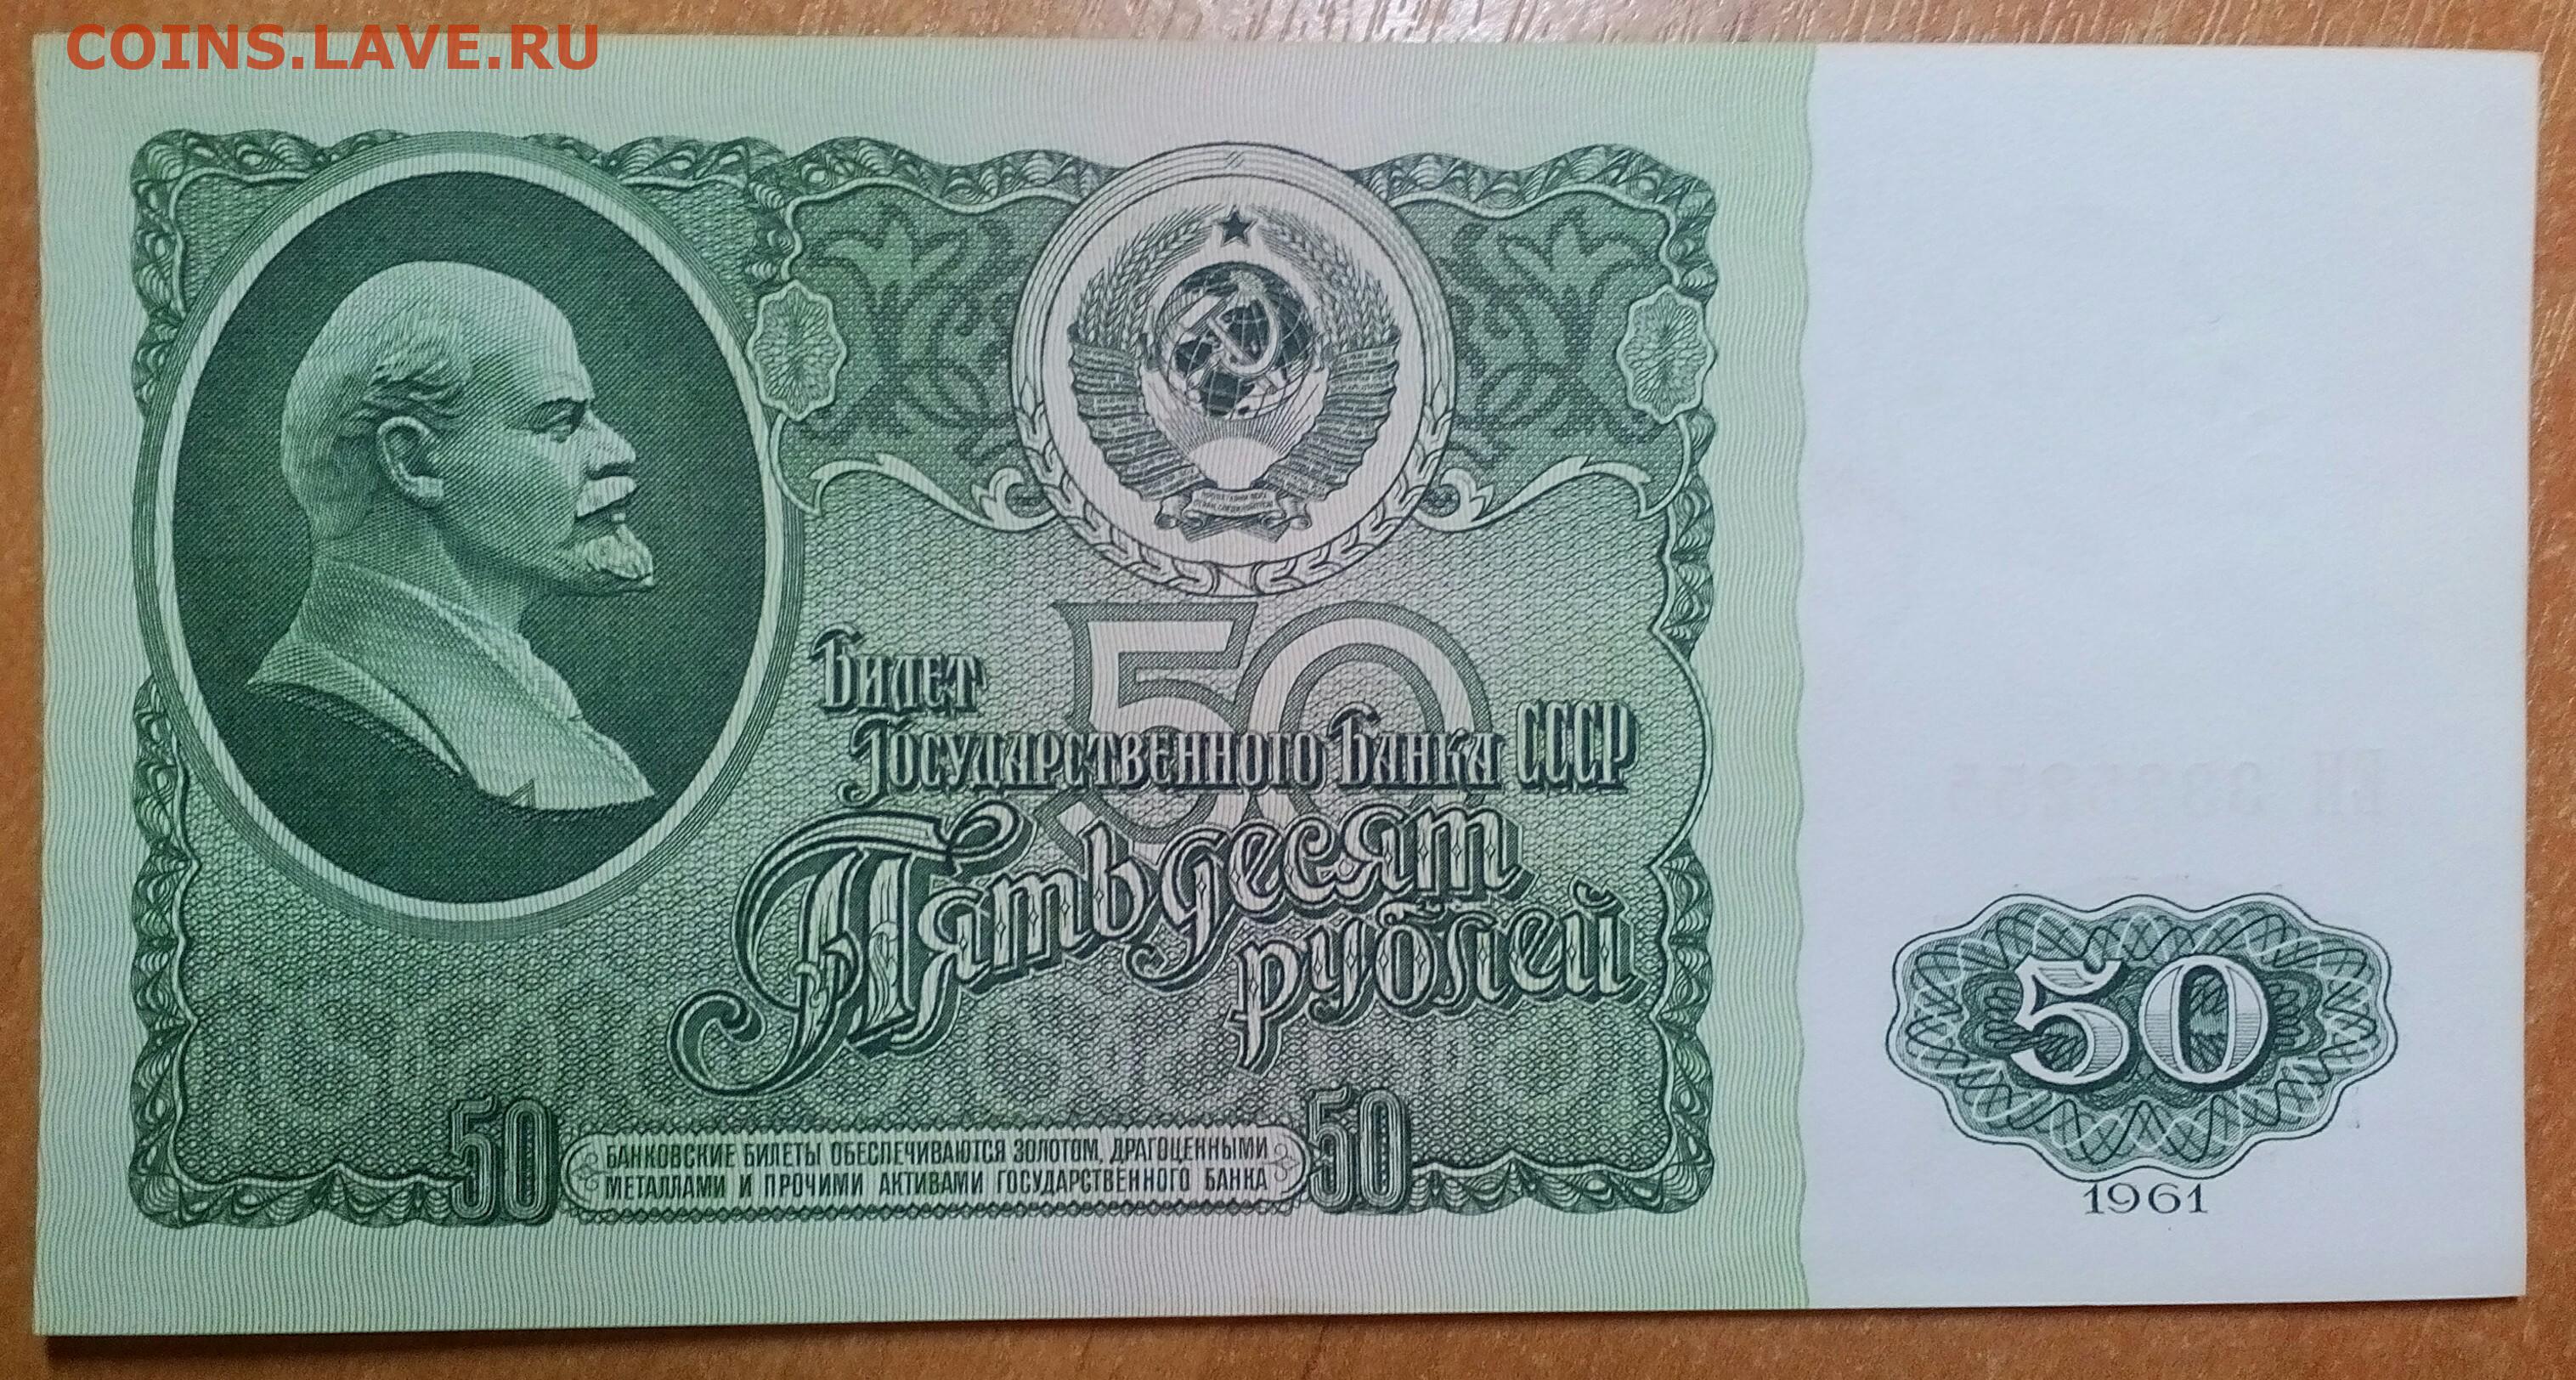 COINS.LAVE.RU
50
Билет
Государственного Банка СССР
Пятьдесят
рублей
50
50
БАНКОВСКИЕ БИЛЕТЫ ОБЕСПЕЧИВАЮТСЯ ЗОЛОТОМ, ДРАГОЦЕННЫМИ
МЕТАЛЛАМИ И ПРОЧИМИ АКТИВАМИ ГОСУДАРСТВЕННОГО БАНКА
50
1961